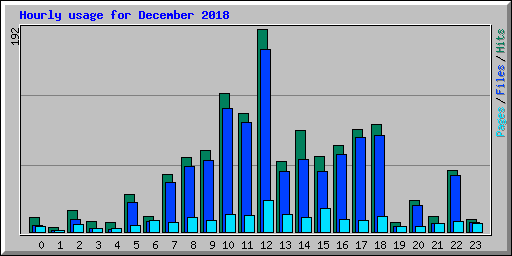 Hourly usage for December 2018
192
Pages/Files/Hits
0 1 2 3 4 5 6 7 8 9 10 11 12 13 14 15 16 17 18 19 20 21 22 23